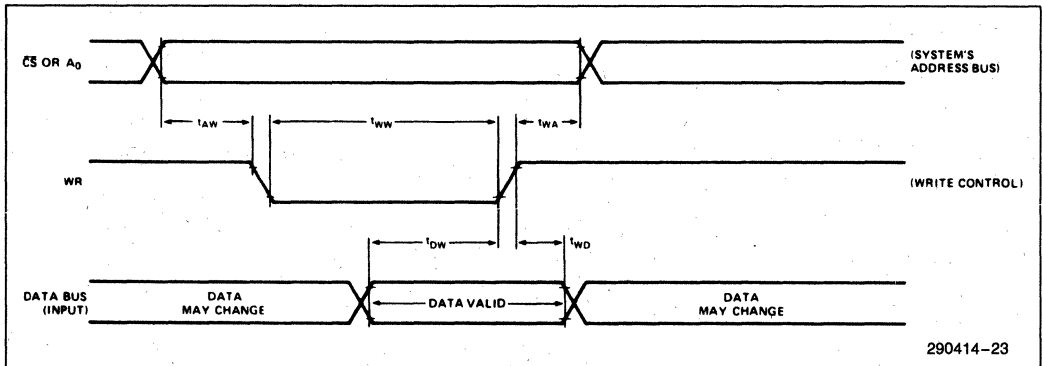 C̅S̅ OR A₀
(SYSTEM'S
ADDRESS BUS)
tAW
tWW
tWA
WR
(WRITE CONTROL)
tDW
tWD
DATA BUS
(INPUT)
DATA
MAY CHANGE
DATA VALID
DATA
MAY CHANGE
290414-23